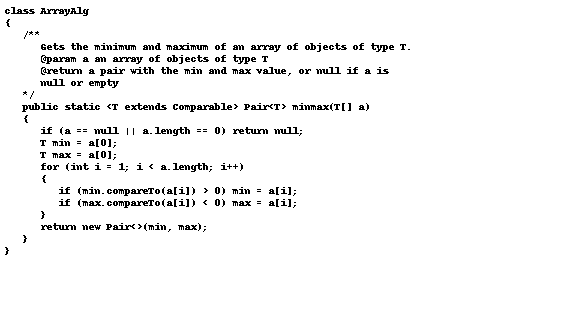 class ArrayAlg
{
/**
Gets the minimum and maximum of an array of objects of type T.
@param a an array of objects of type T
@return a pair with the min and max value, or null if a is
null or empty
*/
public static <T extends Comparable> Pair<T> minmax(T[] a)
{
if (a == null || a.length == 0) return null;
T min = a[0];
T max = a[0];
for (int i = 1; i < a.length; i++)
{
if (min.compareTo(a[i]) > 0) min = a[i];
if (max.compareTo(a[i]) < 0) max = a[i];
}
return new Pair<>(min, max);
}
}